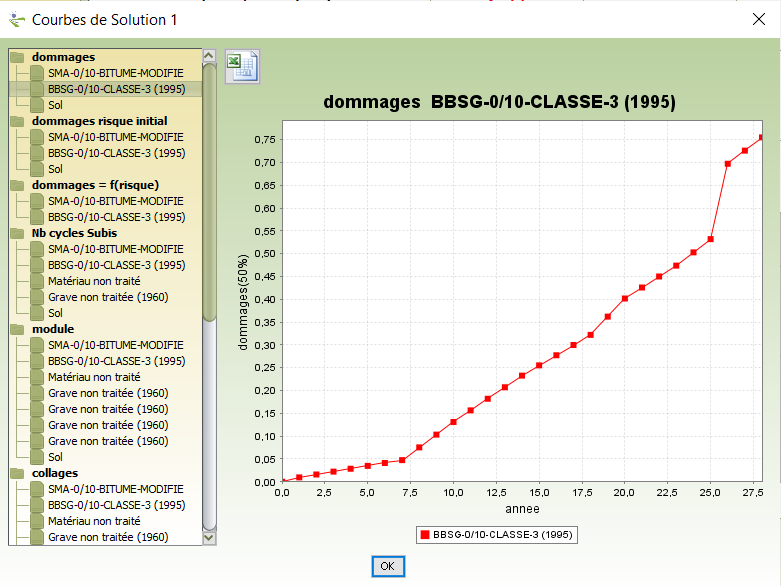 Courbes de Solution 1
dommages
SMA-0/10-BITUME-MODIFIE
BBSG-0/10-CLASSE-3 (1995)
Sol
dommages risque initial
SMA-0/10-BITUME-MODIFIE
BBSG-0/10-CLASSE-3 (1995)
Sol
dommages = f(risque)
SMA-0/10-BITUME-MODIFIE
BBSG-0/10-CLASSE-3 (1995)
Nb cycles Subis
SMA-0/10-BITUME-MODIFIE
BBSG-0/10-CLASSE-3 (1995)
Matériau non traité
Grave non traitée (1960)
Sol
module
SMA-0/10-BITUME-MODIFIE
BBSG-0/10-CLASSE-3 (1995)
Matériau non traité
Grave non traitée (1960)
Grave non traitée (1960)
Grave non traitée (1960)
Grave non traitée (1960)
Sol
collages
SMA-0/10-BITUME-MODIFIE
BBSG-0/10-CLASSE-3 (1995)
Matériau non traité
Grave non traitée (1960)
dommages BBSG-0/10-CLASSE-3 (1995)
dommages(50%)
0,75
0,70
0,65
0,60
0,55
0,50
0,45
0,40
0,35
0,30
0,25
0,20
0,15
0,10
0,05
0,00
0,0 2,5 5,0 7,5 10,0 12,5 15,0 17,5 20,0 22,5 25,0 27,5
annee
BBSG-0/10-CLASSE-3 (1995)
OK